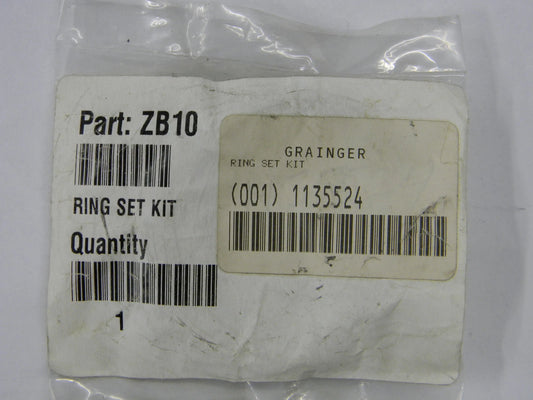 Part: ZB10
RING SET KIT
Quantity
1
GRAINGER
RING SET KIT
(001) 1135524